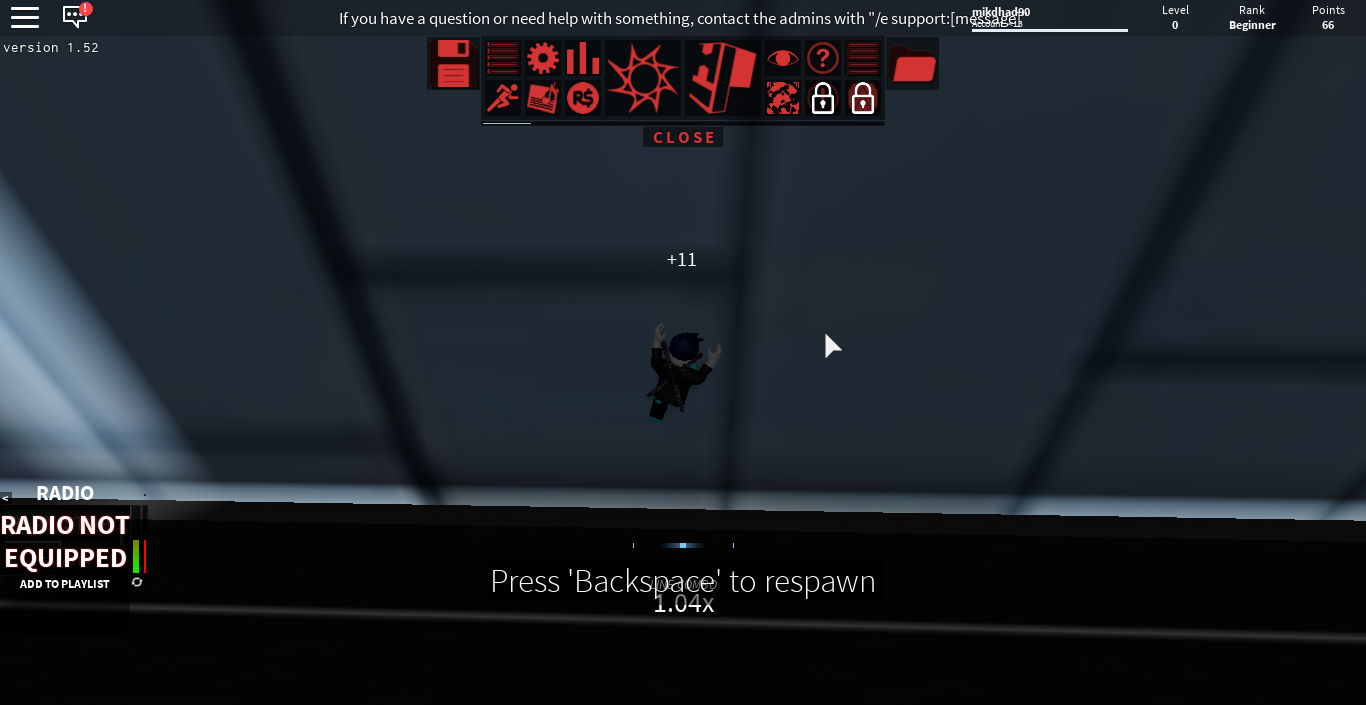 If you have a question or need help with something, contact the admins with "/e support:[message]
mikdhad90
Level
0
Rank
Beginner
Points
66
version 1.52
R$
?
CLOSE
+11
<
RADIO
RADIO NOT
EQUIPPED
ADD TO PLAYLIST
Press 'Backspace' to respawn
1.04x